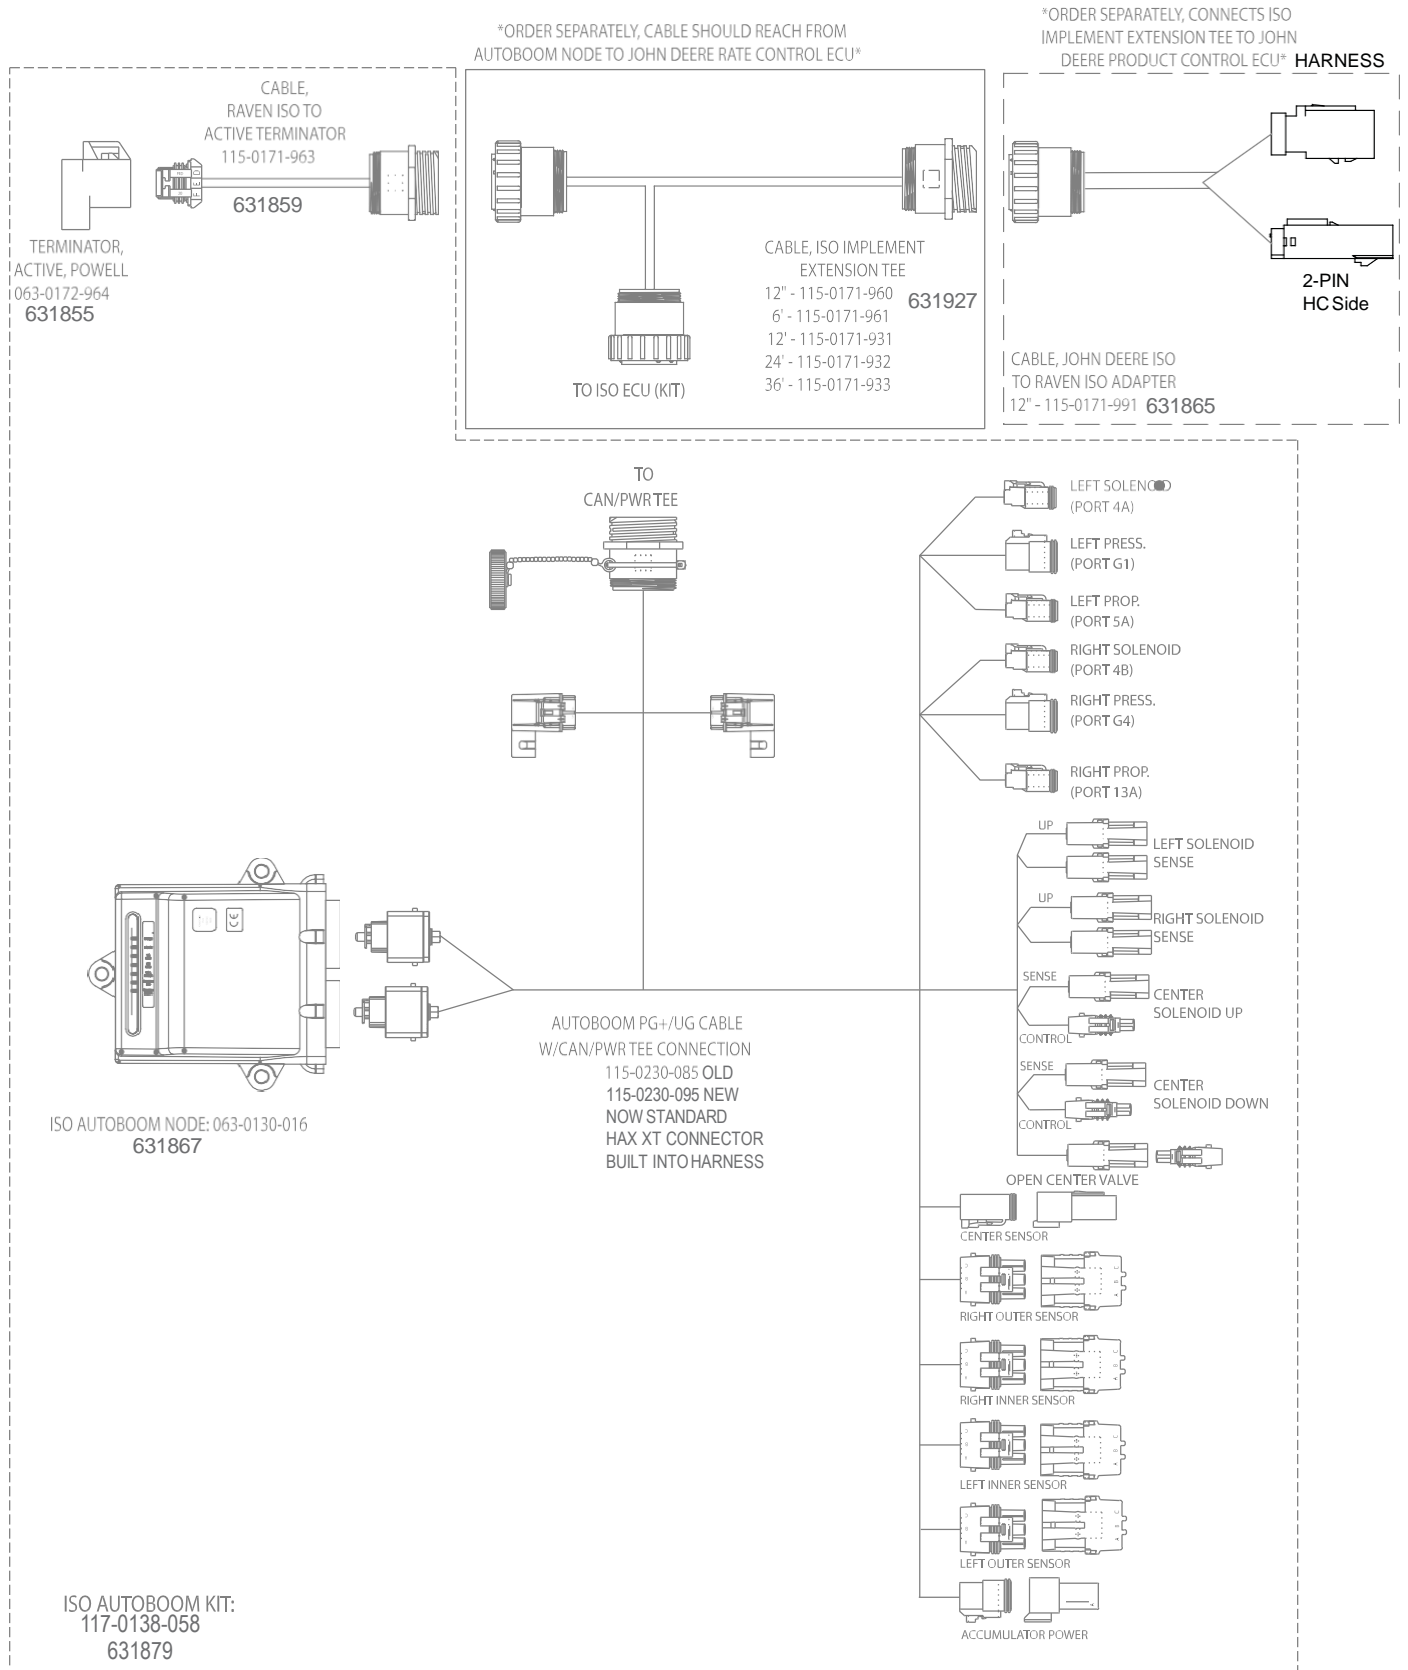 *ORDER SEPARATELY, CABLE SHOULD REACH FROM
AUTOBOOM NODE TO JOHN DEERE RATE CONTROL ECU*
*ORDER SEPARATELY, CONNECTS ISO
IMPLEMENT EXTENSION TEE TO JOHN
DEERE PRODUCT CONTROL ECU* HARNESS
CABLE,
RAVEN ISO TO
ACTIVE TERMINATOR
115-0171-963
631859
TERMINATOR,
ACTIVE, POWELL
063-0172-964
631855
CABLE, ISO IMPLEMENT
EXTENSION TEE
12" - 115-0171-960
6' - 115-0171-961
12' - 115-0171-931
24' - 115-0171-932
36' - 115-0171-933
631927
TO ISO ECU (KIT)
2-PIN
HC Side
CABLE, JOHN DEERE ISO
TO RAVEN ISO ADAPTER
12" - 115-0171-991 631865
TO
CAN/PWR TEE
LEFT SOLENOID
(PORT 4A)
LEFT PRESS.
(PORT G1)
LEFT PROP.
(PORT 5A)
RIGHT SOLENOID
(PORT 4B)
RIGHT PRESS.
(PORT G4)
RIGHT PROP.
(PORT 13A)
UP
LEFT SOLENOID
SENSE
UP
RIGHT SOLENOID
SENSE
SENSE
CENTER
SOLENOID UP
CONTROL
SENSE
CENTER
SOLENOID DOWN
CONTROL
OPEN CENTER VALVE
CENTER SENSOR
RIGHT OUTER SENSOR
RIGHT INNER SENSOR
LEFT INNER SENSOR
LEFT OUTER SENSOR
ACCUMULATOR POWER
AUTOBOOM PG+/UG CABLE
W/CAN/PWR TEE CONNECTION
115-0230-085 OLD
115-0230-095 NEW
NOW STANDARD
HAX XT CONNECTOR
BUILT INTO HARNESS
ISO AUTOBOOM NODE: 063-0130-016
631867
ISO AUTOBOOM KIT:
117-0138-058
631879